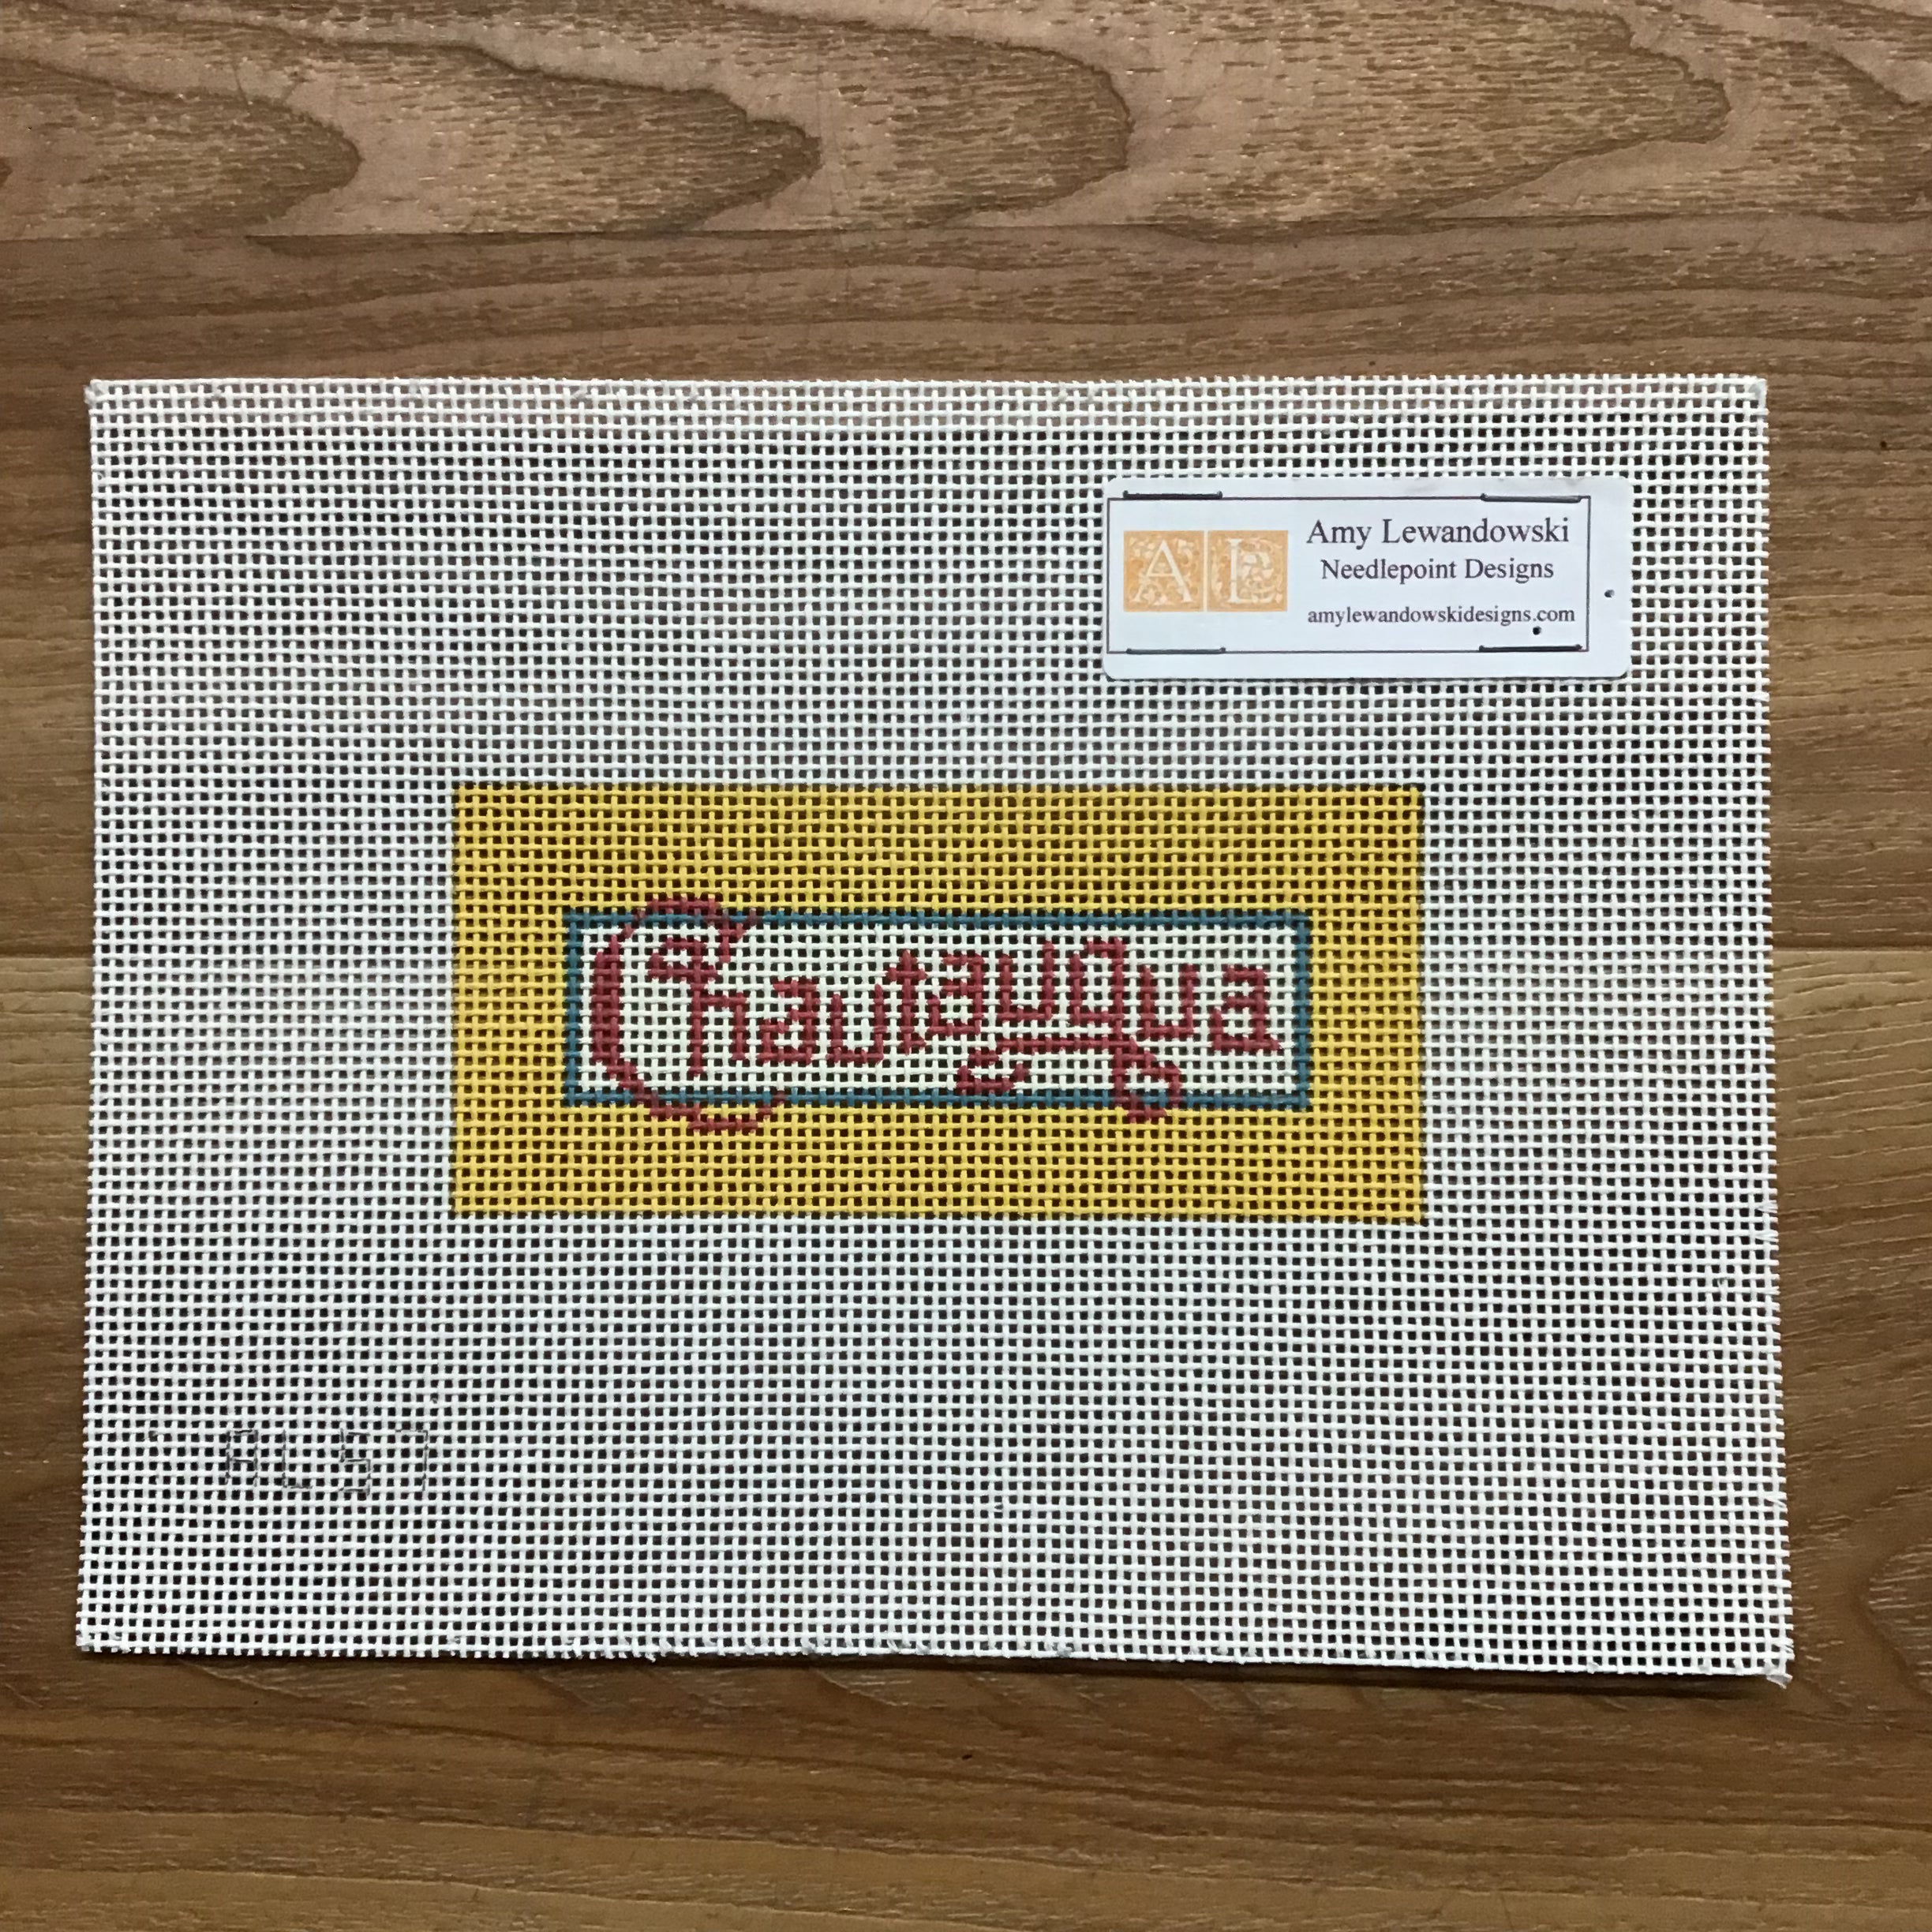 A L
Amy Lewandowski
Needlepoint Designs
amylewandowskidesigns.com
Chautauqua
AL57